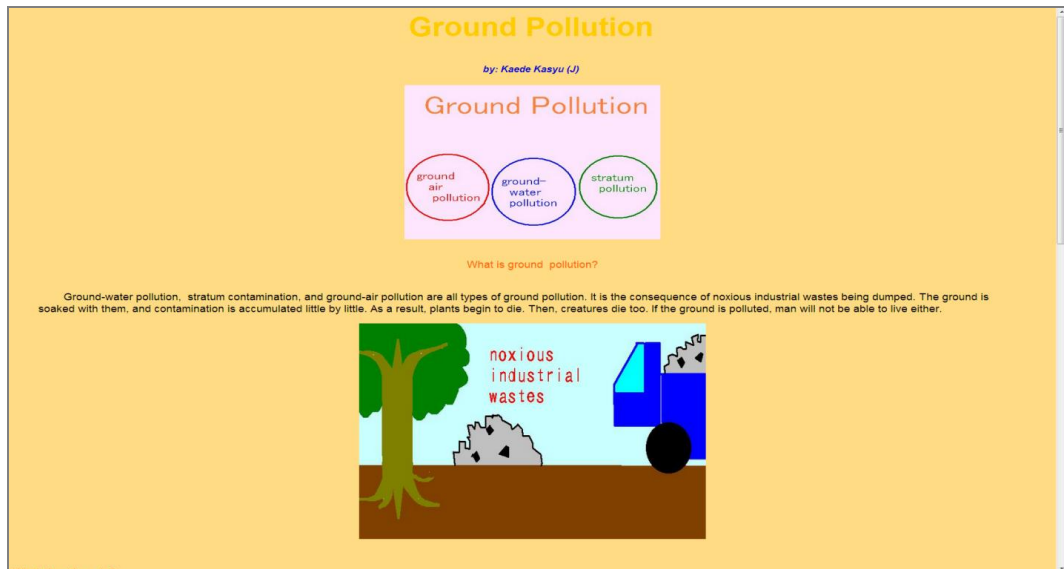 Ground Pollution
by: Kaede Kasyu (J)
Ground Pollution
ground
air
pollution
ground-
water
pollution
stratum
pollution
What is ground pollution?
Ground-water pollution, stratum contamination, and ground-air pollution are all types of ground pollution. It is the consequence of noxious industrial wastes being dumped. The ground is
soaked with them, and contamination is accumulated little by little. As a result, plants begin to die. Then, creatures die too. If the ground is polluted, man will not be able to live either.
noxious
industrial
wastes